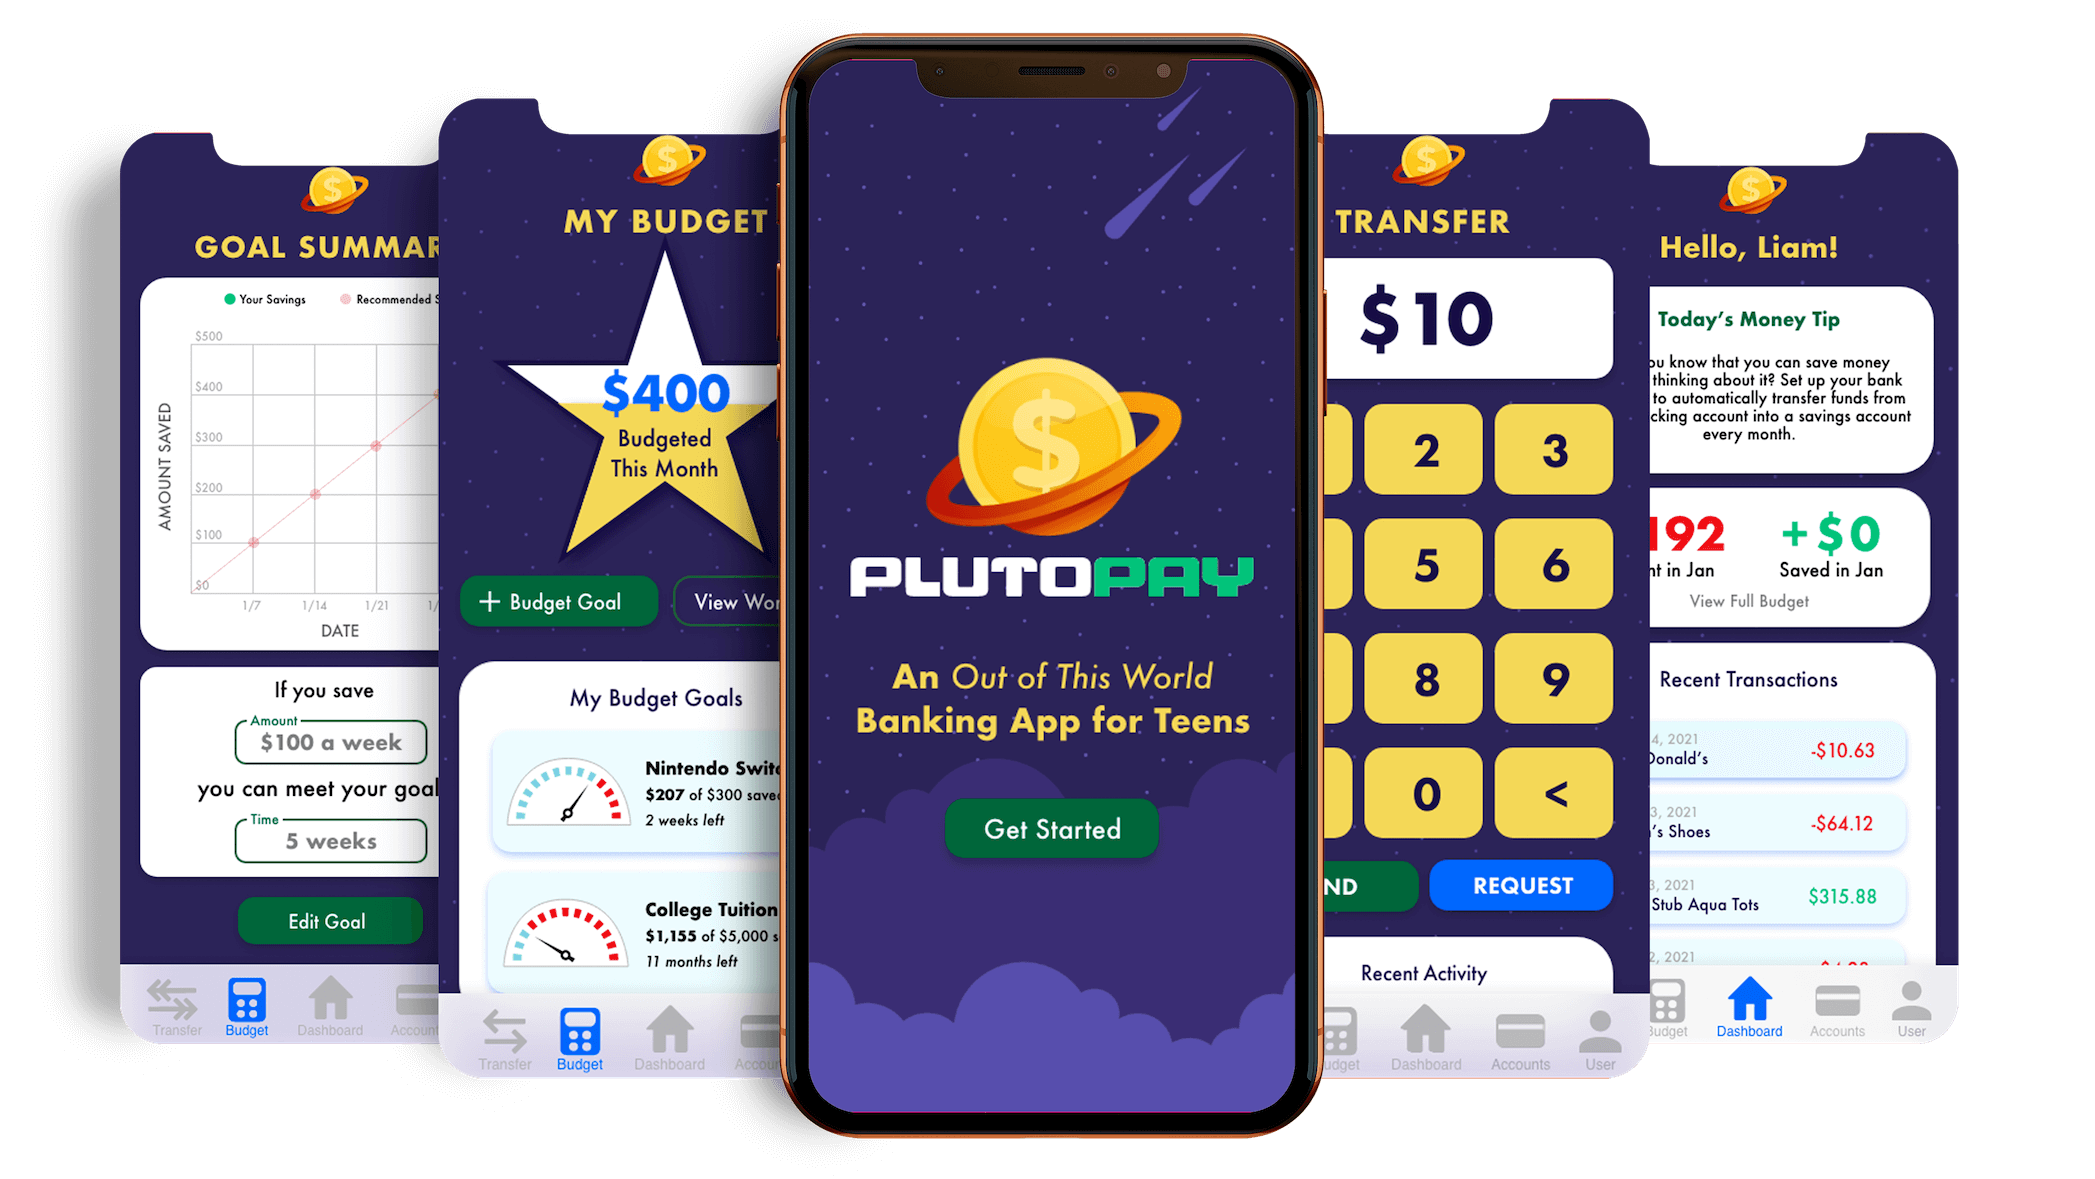 GOAL SUMMAR
Your Savings
Recommended S
$500
$400
$300
$200
$100
$0
AMOUNT SAVED
1/7
1/14
1/21
1/
DATE
If you save
Amount
$100 a week
you can meet your goal
Time
5 weeks
Edit Goal
Transfer
Budget
Dashboard
Account
$
MY BUDGET
$400
Budgeted
This Month
+ Budget Goal
View Wor
My Budget Goals
Nintendo Switc
$207 of $300 saved
2 weeks left
College Tuition
$1,155 of $5,000 s
11 months left
Transfer
Budget
Dashboard
Accou
$
PLUTOPAY
An Out of This World
Banking App for Teens
Get Started
$
TRANSFER
$10
2
3
5
6
8
9
0
<
ND
REQUEST
Recent Activity
udget
Dashboard
Accounts
User
$
Hello, Liam!
Today's Money Tip
ou know that you can save money
thinking about it? Set up your bank
to automatically transfer funds from
cking account into a savings account
every month.
192
+$0
nt in Jan
Saved in Jan
View Full Budget
Recent Transactions
4, 2021
Donald's
-$10.63
3, 2021
's Shoes
-$64.12
3, 2021
Stub Aqua Tots
$315.88
2, 2021
Budget
Dashboard
Accounts
User